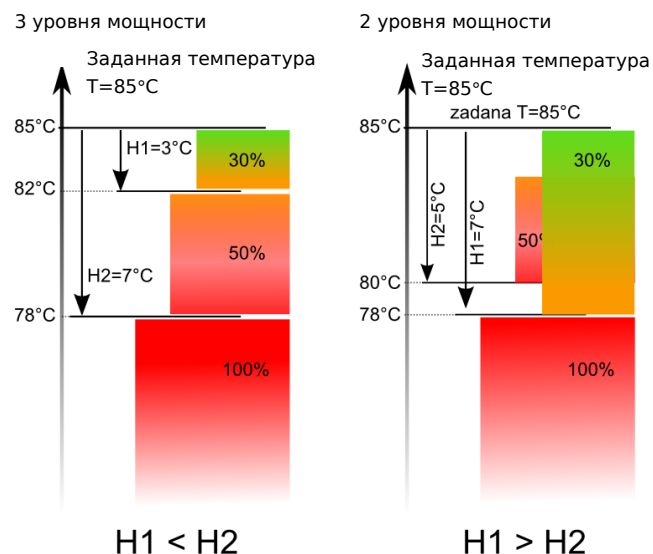 3 уровня мощности
Заданная температура
T=85°C
85°C
H1=3°C
30%
82°C
50%
H2=7°C
78°C
100%
H1 < H2
2 уровня мощности
Заданная температура
T=85°C
zadana T=85°C
85°C
30%
H2=5°C
H1=7°C
50%
80°C
78°C
100%
H1 > H2